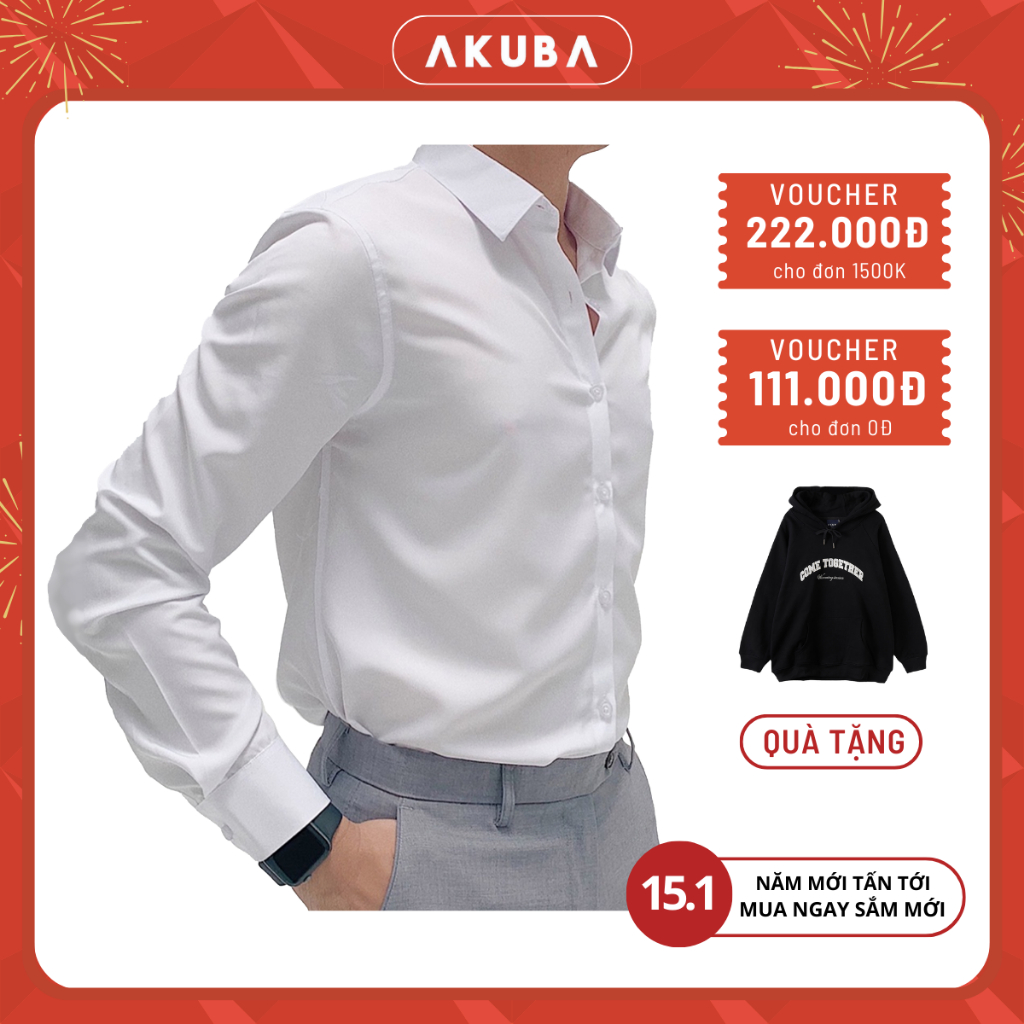 AKUBA
VOUCHER
222.000Đ
cho đơn 1500K
VOUCHER
111.000Đ
cho đơn 0Đ
COME TOGETHER
QUÀ TẶNG
15.1
NĂM MỚI TẤN TỚI
MUA NGAY SẮM MỚI